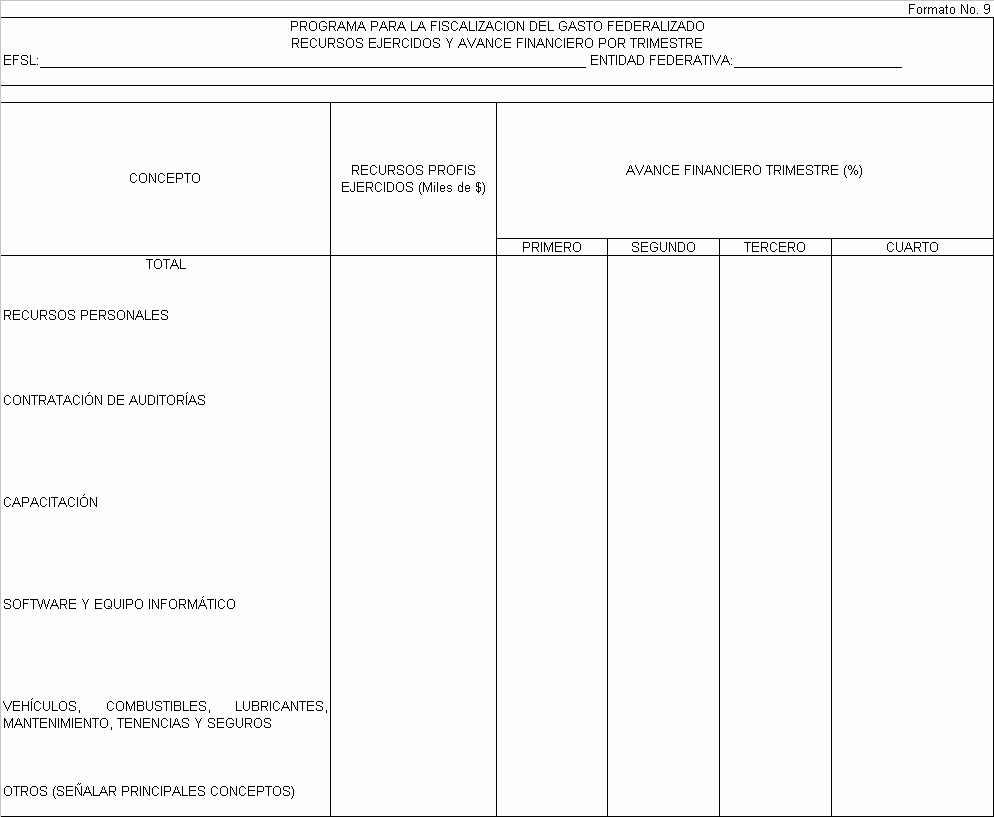 Formato No. 9
PROGRAMA PARA LA FISCALIZACION DEL GASTO FEDERALIZADO
RECURSOS EJERCIDOS Y AVANCE FINANCIERO POR TRIMESTRE
EFSL: ENTIDAD FEDERATIVA:
CONCEPTO
RECURSOS PROFIS
EJERCIDOS (Miles de $)
AVANCE FINANCIERO TRIMESTRE (%)
PRIMERO SEGUNDO TERCERO CUARTO
TOTAL
RECURSOS PERSONALES
CONTRATACIÓN DE AUDITORÍAS
CAPACITACIÓN
SOFTWARE Y EQUIPO INFORMÁTICO
VEHÍCULOS, COMBUSTIBLES, LUBRICANTES,
MANTENIMIENTO, TENENCIAS Y SEGUROS
OTROS (SEÑALAR PRINCIPALES CONCEPTOS)